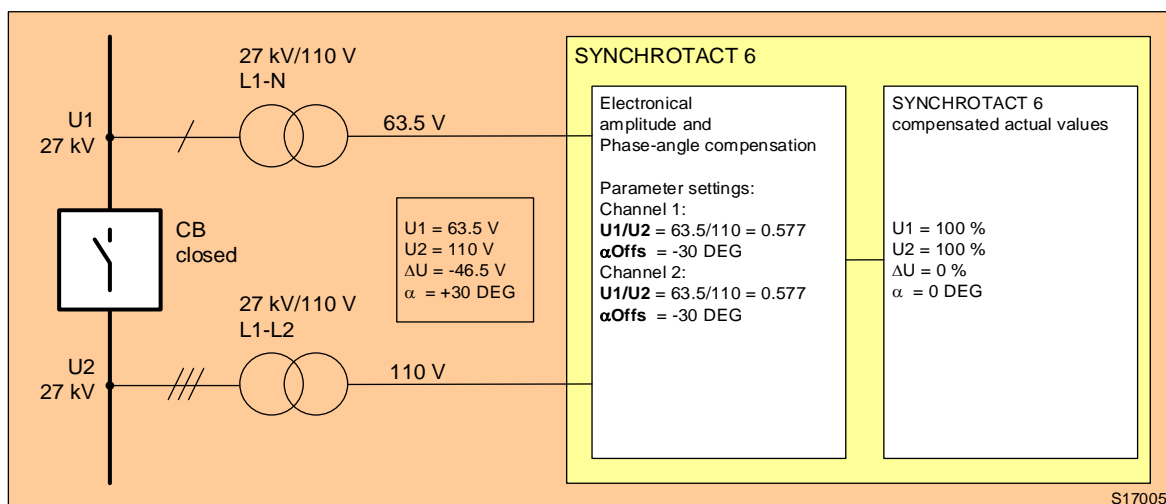 27 kV/110 V
L1-N
U1
27 kV
63.5 V
CB
closed
U1 = 63.5 V
U2 = 110 V
ΔU = -46.5 V
α = +30 DEG
27 kV/110 V
L1-L2
U2
27 kV
110 V
SYNCHROTACT 6
Electronical
amplitude and
Phase-angle compensation
Parameter settings:
Channel 1:
U1/U2 = 63.5/110 = 0.577
αOffs = -30 DEG
Channel 2:
U1/U2 = 63.5/110 = 0.577
αOffs = -30 DEG
SYNCHROTACT 6
compensated actual values
U1 = 100 %
U2 = 100 %
ΔU = 0 %
α = 0 DEG
S17005